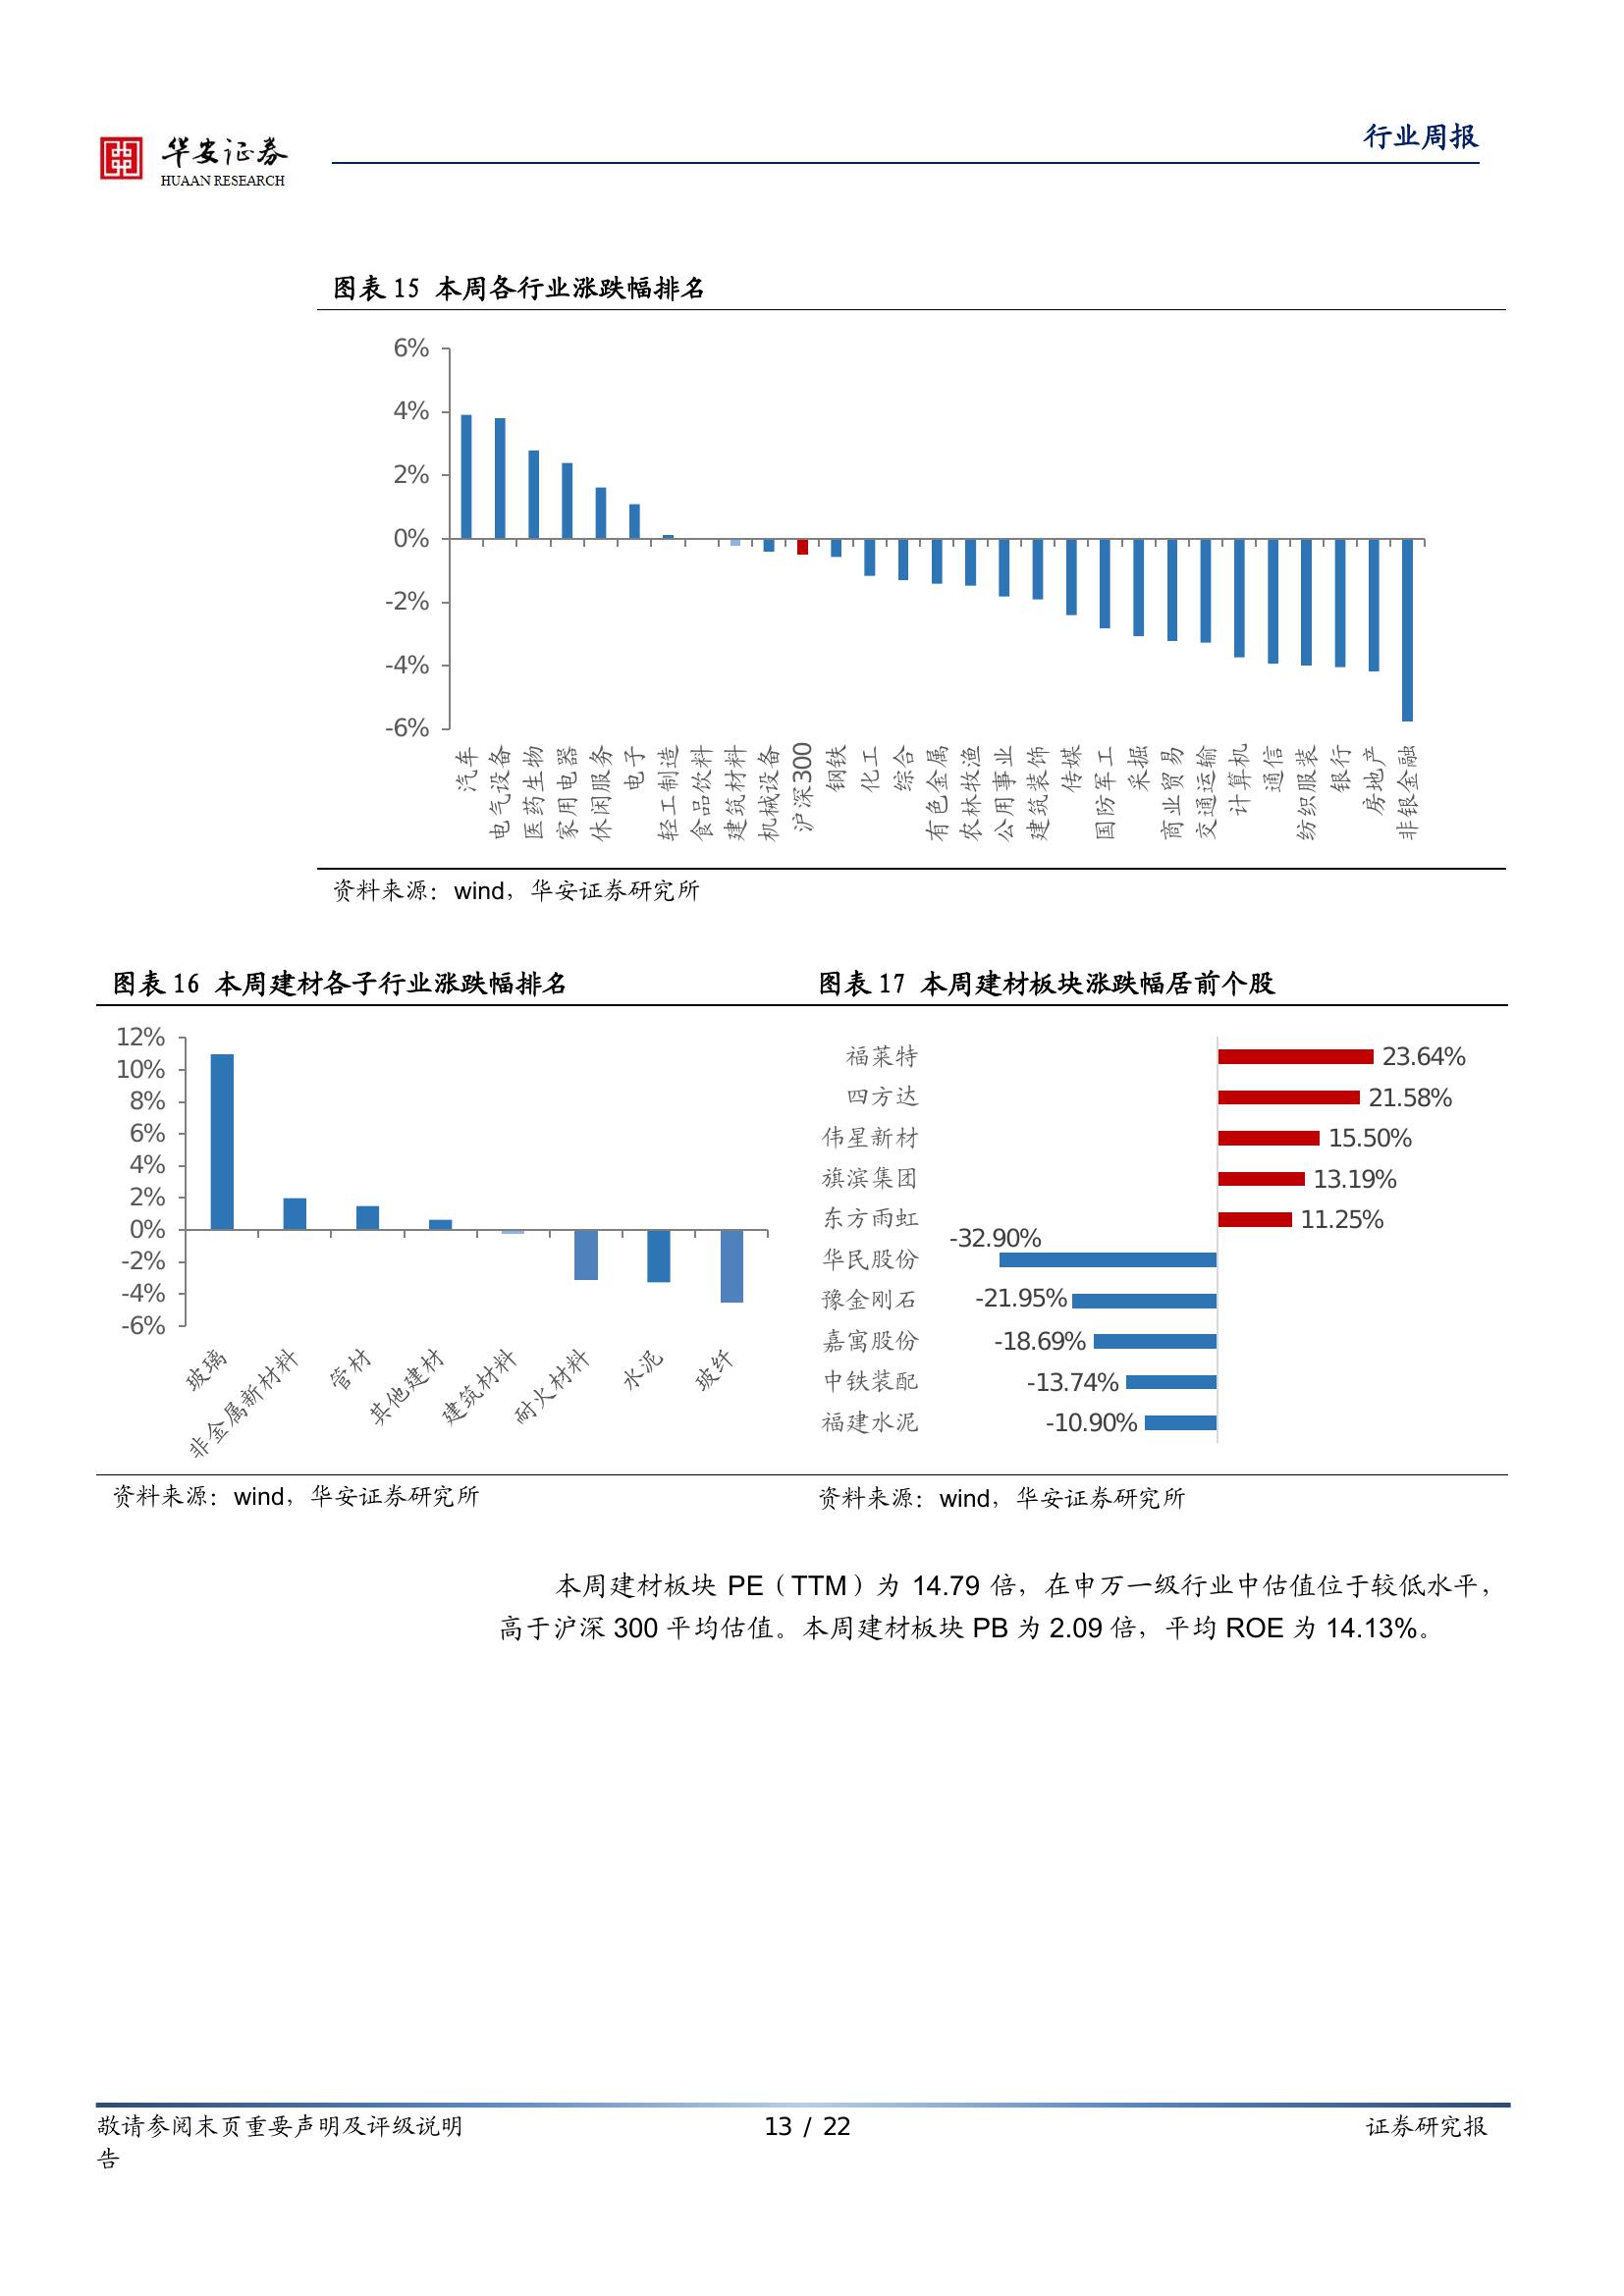 华安证券
HUAAN RESEARCH
行业周报
图表 15 本周各行业涨跌幅排名
6%
4%
2%
0%
-2%
-4%
-6%
汽车
电气设备
医药生物
家用电器
休闲服务
电子
轻工制造
食品饮料
建筑材料
机械设备
沪深300
钢铁
化工
综合
有色金属
农林牧渔
公用事业
建筑装饰
传媒
国防军工
采掘
商业贸易
交通运输
计算机
通信
纺织服装
银行
房地产
非银金融
资料来源：wind，华安证券研究所
图表 16 本周建材各子行业涨跌幅排名
12%
10%
8%
6%
4%
2%
0%
-2%
-4%
-6%
玻璃
非金属新材料
管材
其他建材
建筑材料
耐火材料
水泥
玻纤
资料来源：wind，华安证券研究所
图表 17 本周建材板块涨跌幅居前个股
福莱特 23.64%
四方达 21.58%
伟星新材 15.50%
旗滨集团 13.19%
东方雨虹 11.25%
华民股份 -32.90%
豫金刚石 -21.95%
嘉寓股份 -18.69%
中铁装配 -13.74%
福建水泥 -10.90%
资料来源：wind，华安证券研究所
本周建材板块 PE（TTM）为 14.79 倍，在申万一级行业中估值位于较低水平，
高于沪深 300 平均估值。本周建材板块 PB 为 2.09 倍，平均 ROE 为 14.13%。
敬请参阅末页重要声明及评级说明 13 / 22 证券研究报
告